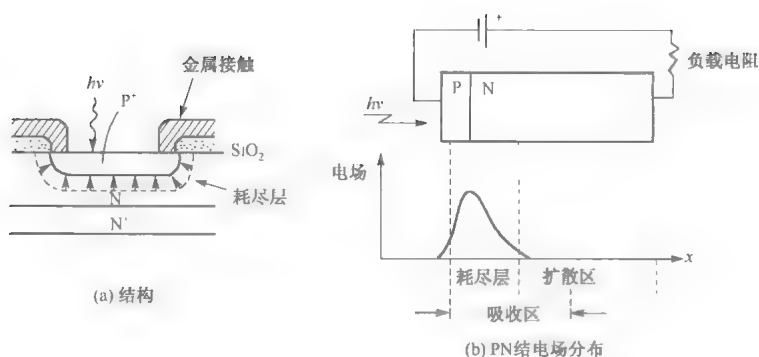 金属接触
hν
P⁺
SiO₂
耗尽层
N
N⁺
(a) 结构
+
负载电阻
P N
hν
电场
x
耗尽层 扩散区
吸收区
(b) PN结电场分布